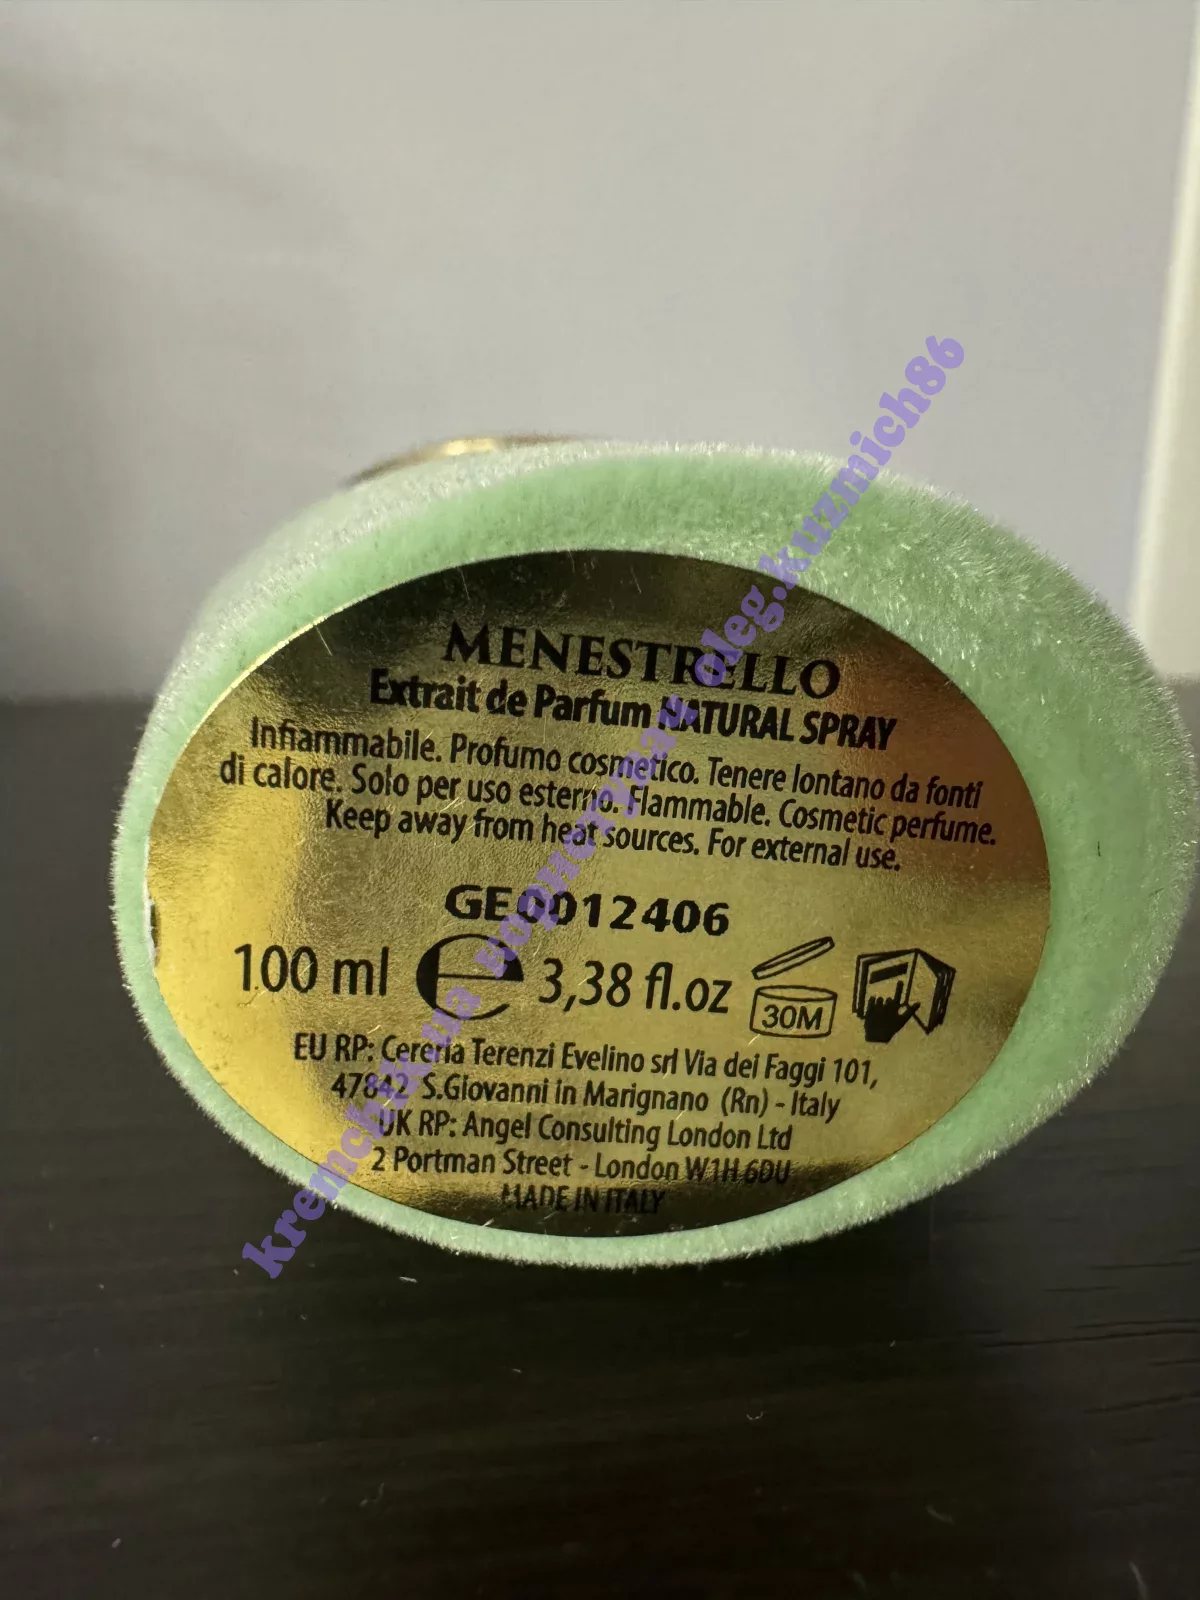 MENESTRELLO
Extrait de Parfum NATURAL SPRAY
Infiammabile. Profumo cosmetico. Tenere lontano da fonti
di calore. Solo per uso esterno. Flammable. Cosmetic perfume.
Keep away from heat sources. For external use.
GE0012406
100 ml e 3,38 fl.oz
30M
EU RP: Cereria Terenzi Evelino srl Via dei Faggi 101,
47842 S.Giovanni in Marignano (Rn) - Italy
UK RP: Angel Consulting London Ltd
2 Portman Street - London W1H 6DU
MADE IN ITALY
oleg.kuzmich86